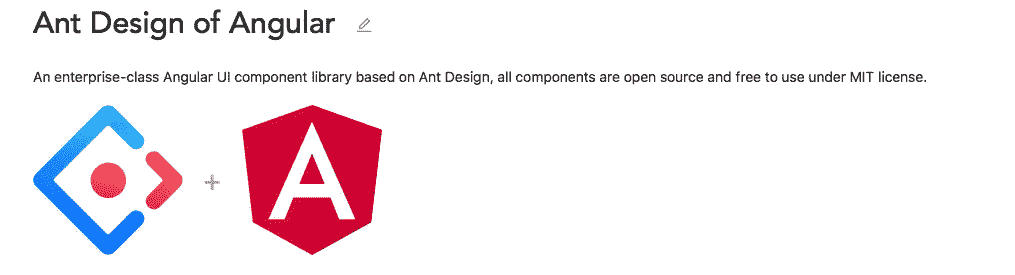 Ant Design of Angular
An enterprise-class Angular UI component library based on Ant Design, all components are open source and free to use under MIT license.
+ A